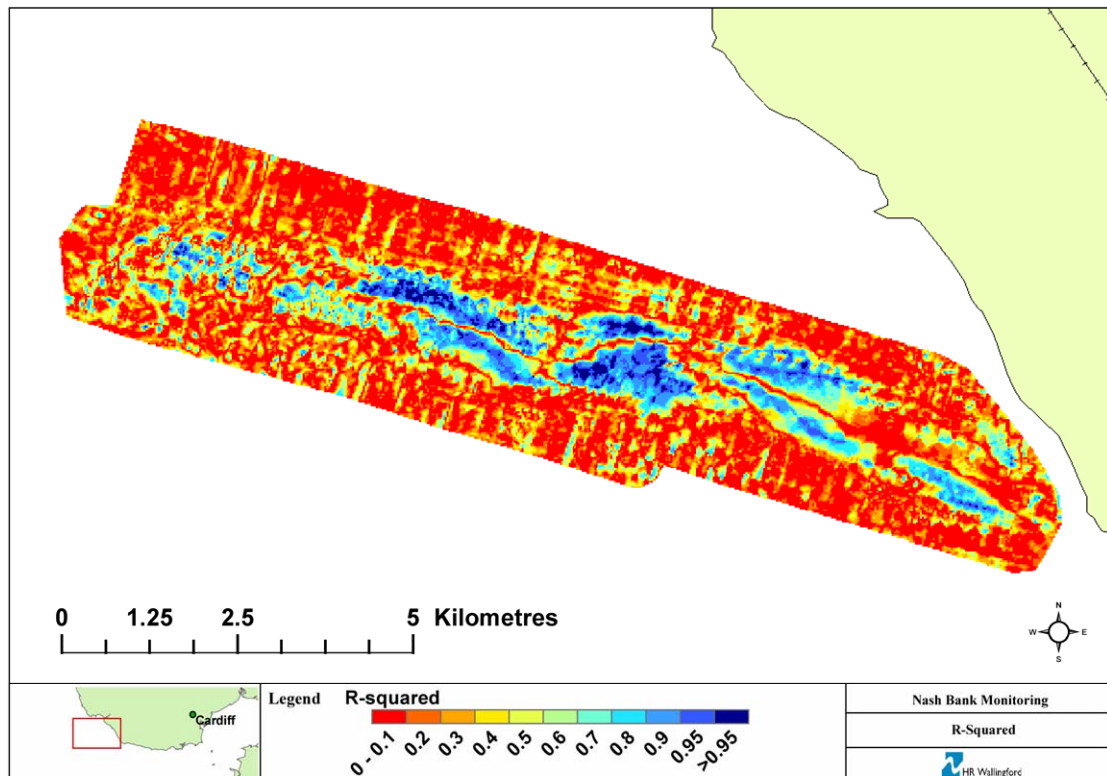 0 1.25 2.5 5 Kilometres
N
W E
S
Cardiff
Legend R-squared
0 - 0.1 0.2 0.3 0.4 0.5 0.6 0.7 0.8 0.9 0.95 >0.95
Nash Bank Monitoring
R-Squared
HR Wallingford